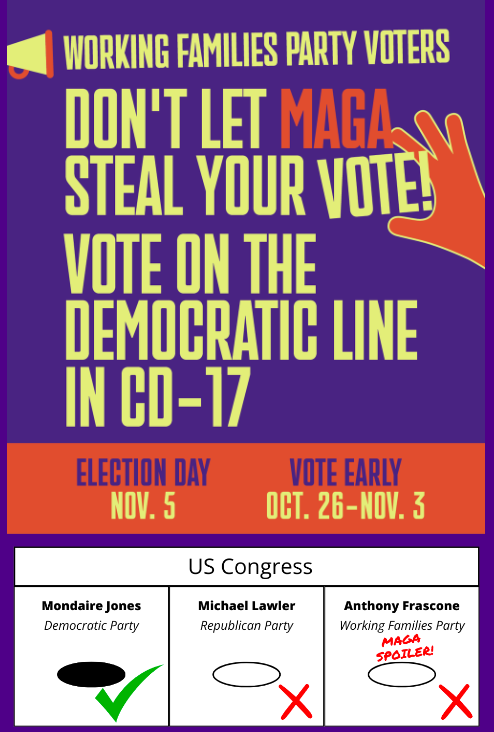 WORKING FAMILIES PARTY VOTERS
DON'T LET MAGA
STEAL YOUR VOTE!
VOTE ON THE
DEMOCRATIC LINE
IN CD-17
ELECTION DAY
NOV. 5
VOTE EARLY
OCT. 26-NOV. 3
US Congress
Mondaire Jones
Democratic Party
Michael Lawler
Republican Party
Anthony Frascone
Working Families Party
MAGA
SPOILER!